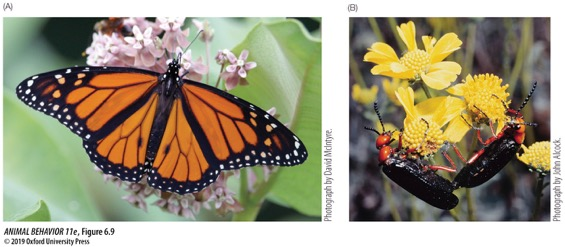 (A)
(B)
Photograph by David McIntyre.
Photograph by John Alcock.
ANIMAL BEHAVIOR 11e, Figure 6.9
© 2019 Oxford University Press